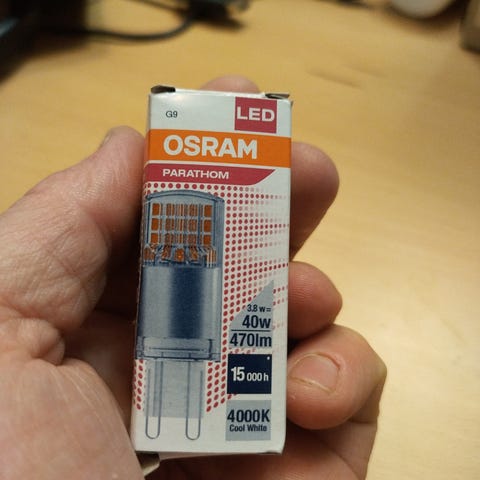 G9
LED
OSRAM
PARATHOM
3.8 w=
40w
470lm
15 000 h
4000K
Cool White